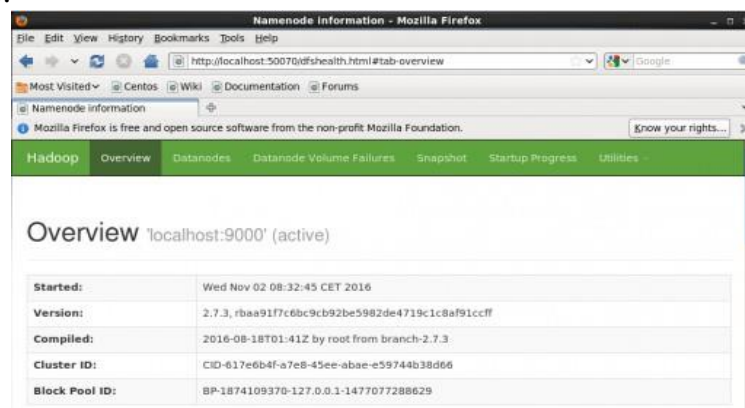 Namenode information - Mozilla Firefox
File Edit View History Bookmarks Tools Help
http://localhost:50070/dfshealth.html#tab-overview Google
Most Visited Centos Wiki Documentation Forums
Namenode information
Mozilla Firefox is free and open source software from the non-profit Mozilla Foundation. Know your rights...
Hadoop Overview Datanodes Datanode Volume Failures Snapshot Startup Progress Utilities
Overview 'localhost:9000' (active)
Started: Wed Nov 02 08:32:45 CET 2016
Version: 2.7.3, rbaa91f7c6bc9cb92be5982de4719c1c8af91ccff
Compiled: 2016-08-18T01:41Z by root from branch-2.7.3
Cluster ID: CID-617e6b4f-a7e8-45ee-abae-e59744b38d66
Block Pool ID: BP-1874109370-127.0.0.1-1477077288629